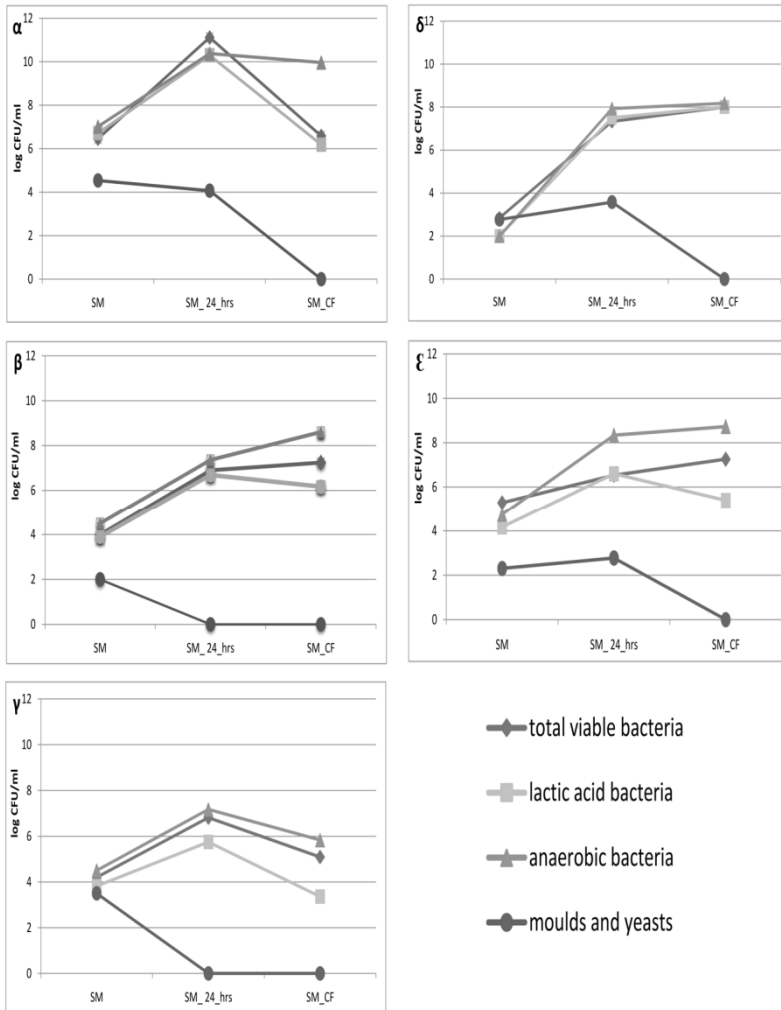 α
12
10
8
6
4
2
0
log CFU/ml
SM
SM_24_hrs
SM_CF
δ
12
10
8
6
4
2
0
log CFU/ml
SM
SM_24_hrs
SM_CF
β
12
10
8
6
4
2
0
log CFU/ml
SM
SM_24_hrs
SM_CF
ε
12
10
8
6
4
2
0
log CFU/ml
SM
SM_24_hrs
SM_CF
γ
12
10
8
6
4
2
0
log CFU/ml
SM
SM_24_hrs
SM_CF
total viable bacteria
lactic acid bacteria
anaerobic bacteria
moulds and yeasts